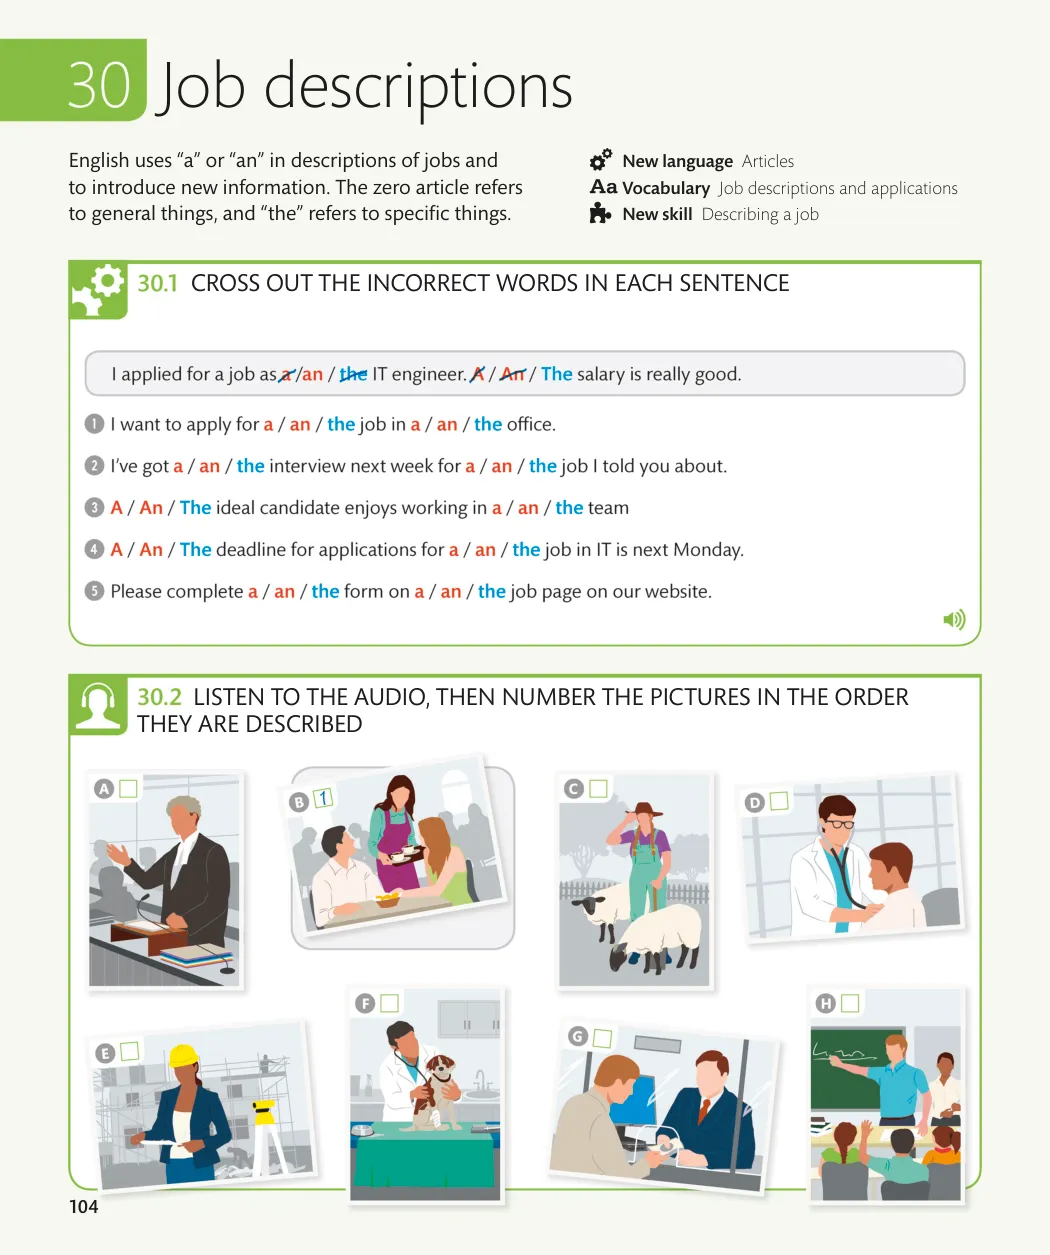 30 Job descriptions
English uses “a” or “an” in descriptions of jobs and
to introduce new information. The zero article refers
to general things, and “the” refers to specific things.
New language Articles
Aa Vocabulary Job descriptions and applications
New skill Describing a job
30.1 CROSS OUT THE INCORRECT WORDS IN EACH SENTENCE
I applied for a job as a /an / the IT engineer. A / An / The salary is really good.
1 I want to apply for a / an / the job in a / an / the office.
2 I’ve got a / an / the interview next week for a / an / the job I told you about.
3 A / An / The ideal candidate enjoys working in a / an / the team
4 A / An / The deadline for applications for a / an / the job in IT is next Monday.
5 Please complete a / an / the form on a / an / the job page on our website.
30.2 LISTEN TO THE AUDIO, THEN NUMBER THE PICTURES IN THE ORDER
THEY ARE DESCRIBED
A
B 1
C
D
E
F
G
H
104